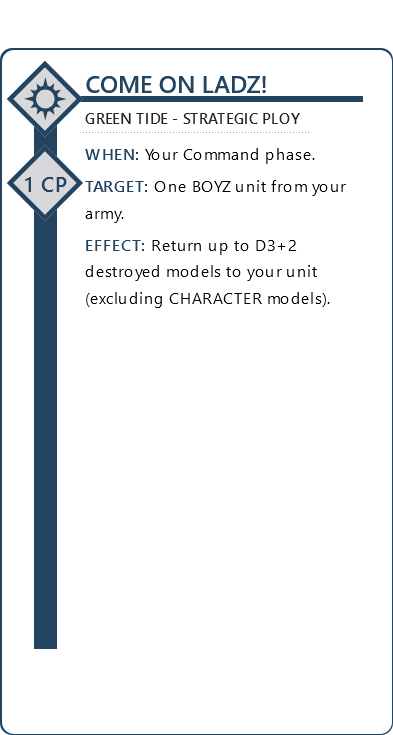 COME ON LADZ!
GREEN TIDE - STRATEGIC PLOY
1 CP
WHEN: Your Command phase.
TARGET: One BOYZ unit from your
army.
EFFECT: Return up to D3+2
destroyed models to your unit
(excluding CHARACTER models).